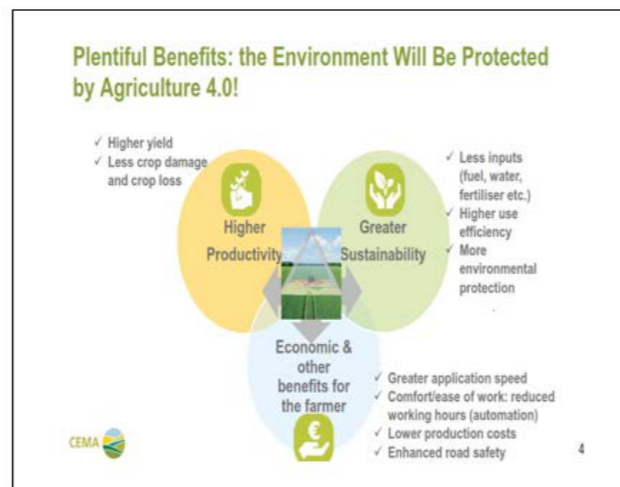 Plentiful Benefits: the Environment Will Be Protected
by Agriculture 4.0!
✓ Higher yield
✓ Less crop damage
and crop loss
Higher
Productivity
Greater
Sustainability
✓ Less inputs
(fuel, water,
fertiliser etc.)
✓ Higher use
efficiency
✓ More
environmental
protection
Economic &
other
benefits for
the farmer
€
✓ Greater application speed
✓ Comfort/ease of work: reduced
working hours (automation)
✓ Lower production costs
✓ Enhanced road safety
CEMA
4